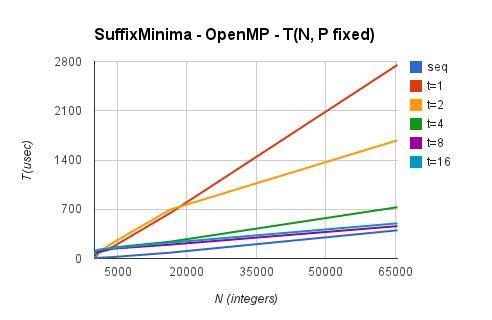 SuffixMinima - OpenMP - T(N, P fixed)
2800
2100
1400
700
0
T(usec)
5000
20000
35000
50000
65000
N (integers)
seq
t=1
t=2
t=4
t=8
t=16